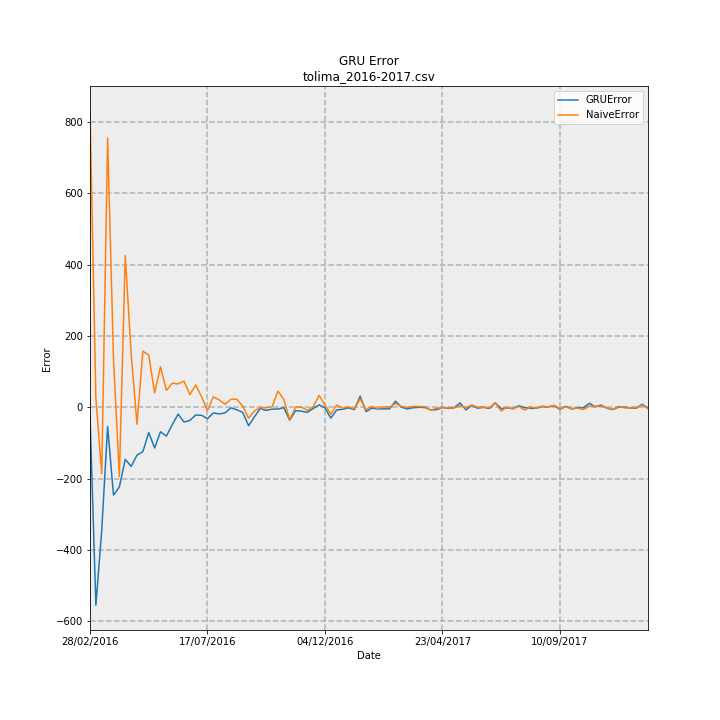 GRU Error
tolima_2016-2017.csv
GRUError
NaiveError
800
600
400
200
0
−200
−400
−600
Error
28/02/2016
17/07/2016
04/12/2016
23/04/2017
10/09/2017
Date